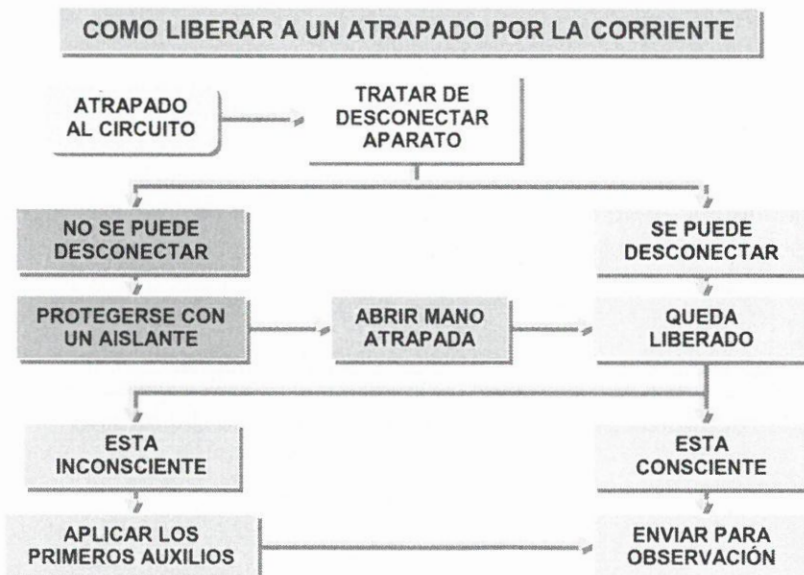 COMO LIBERAR A UN ATRAPADO POR LA CORRIENTE
ATRAPADO
AL CIRCUITO
TRATAR DE
DESCONECTAR
APARATO
NO SE PUEDE
DESCONECTAR
SE PUEDE
DESCONECTAR
PROTEGERSE CON
UN AISLANTE
ABRIR MANO
ATRAPADA
QUEDA
LIBERADO
ESTA
INCONSCIENTE
ESTA
CONSCIENTE
APLICAR LOS
PRIMEROS AUXILIOS
ENVIAR PARA
OBSERVACIÓN